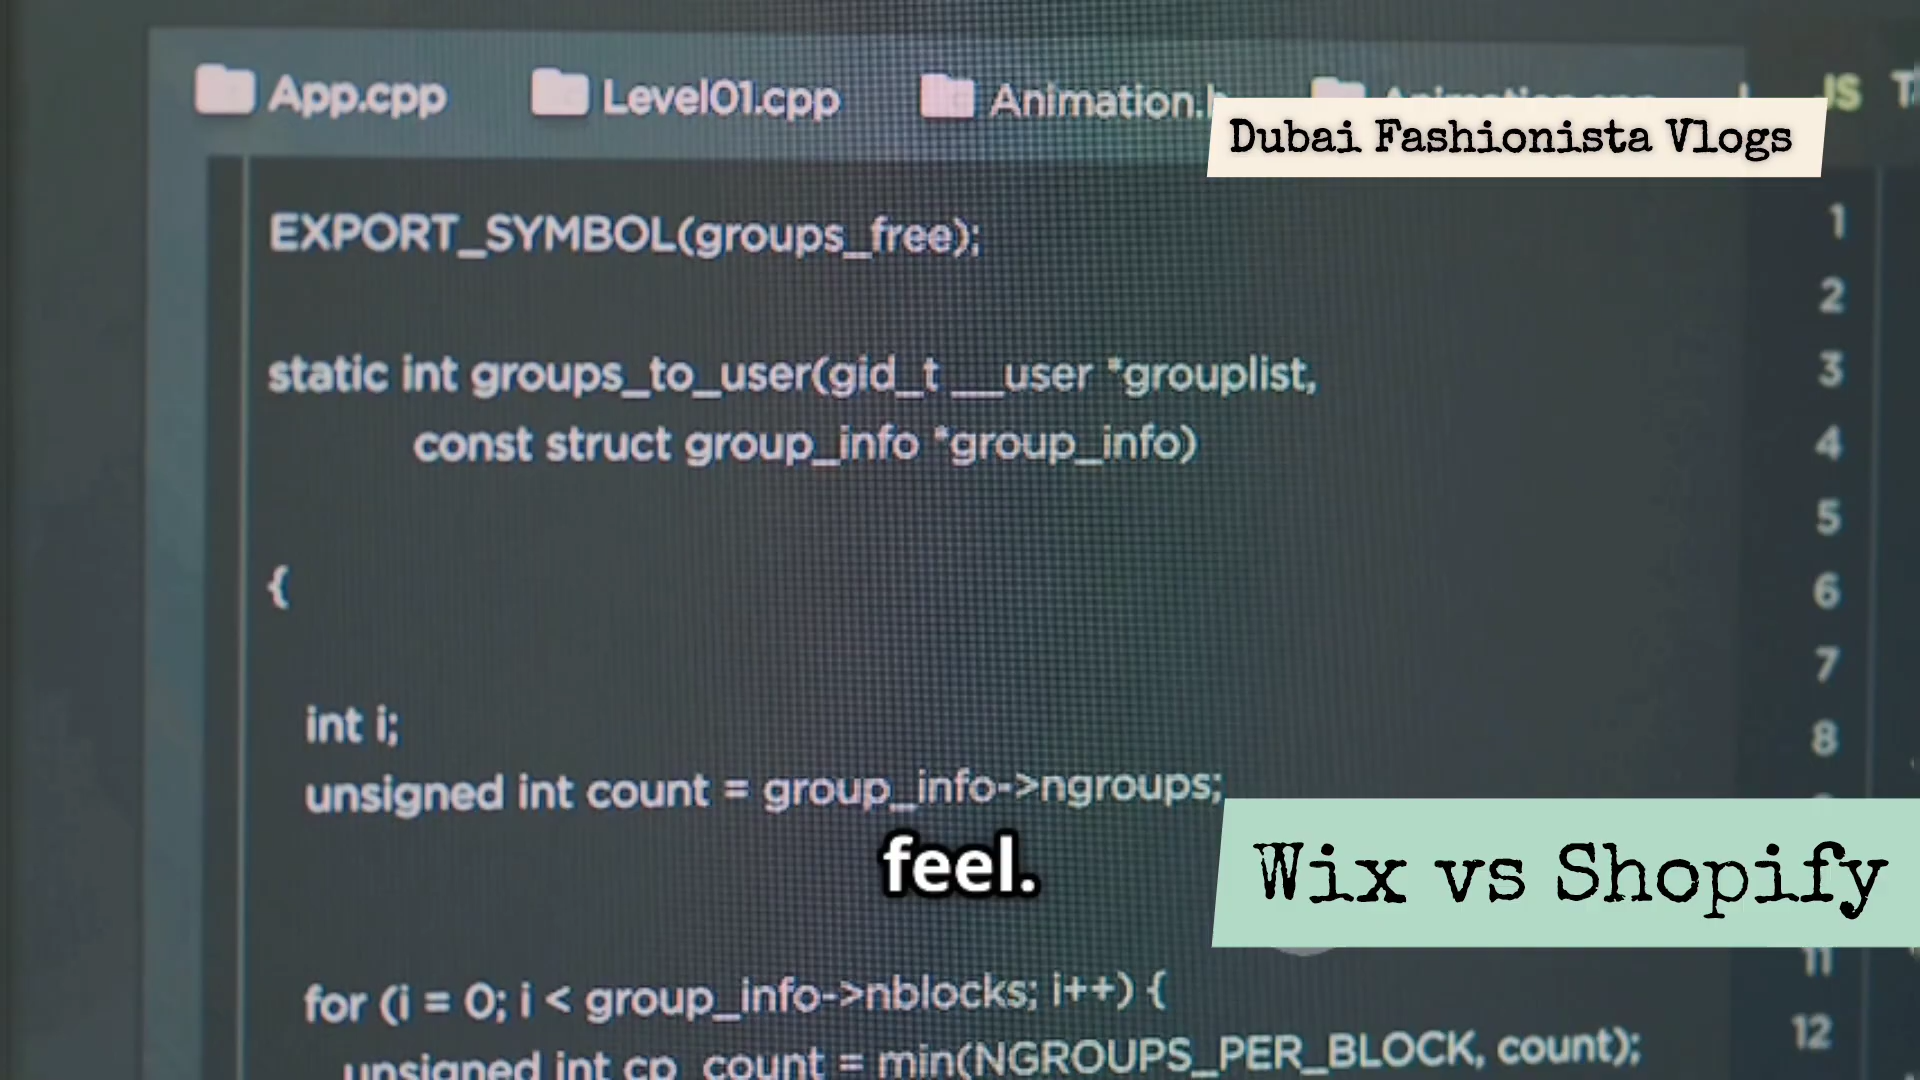 App.cpp Level01.cpp Animation.h JS
Dubai Fashionista Vlogs
EXPORT_SYMBOL(groups_free);
static int groups_to_user(gid_t __user *grouplist,
const struct group_info *group_info)
{
int i;
unsigned int count = group_info->ngroups;
feel.
Wix vs Shopify
for (i = 0; i < group_info->nblocks; i++) {
unsigned int cp_count = min(NGROUPS_PER_BLOCK, count);
1
2
3
4
5
6
7
8
11
12